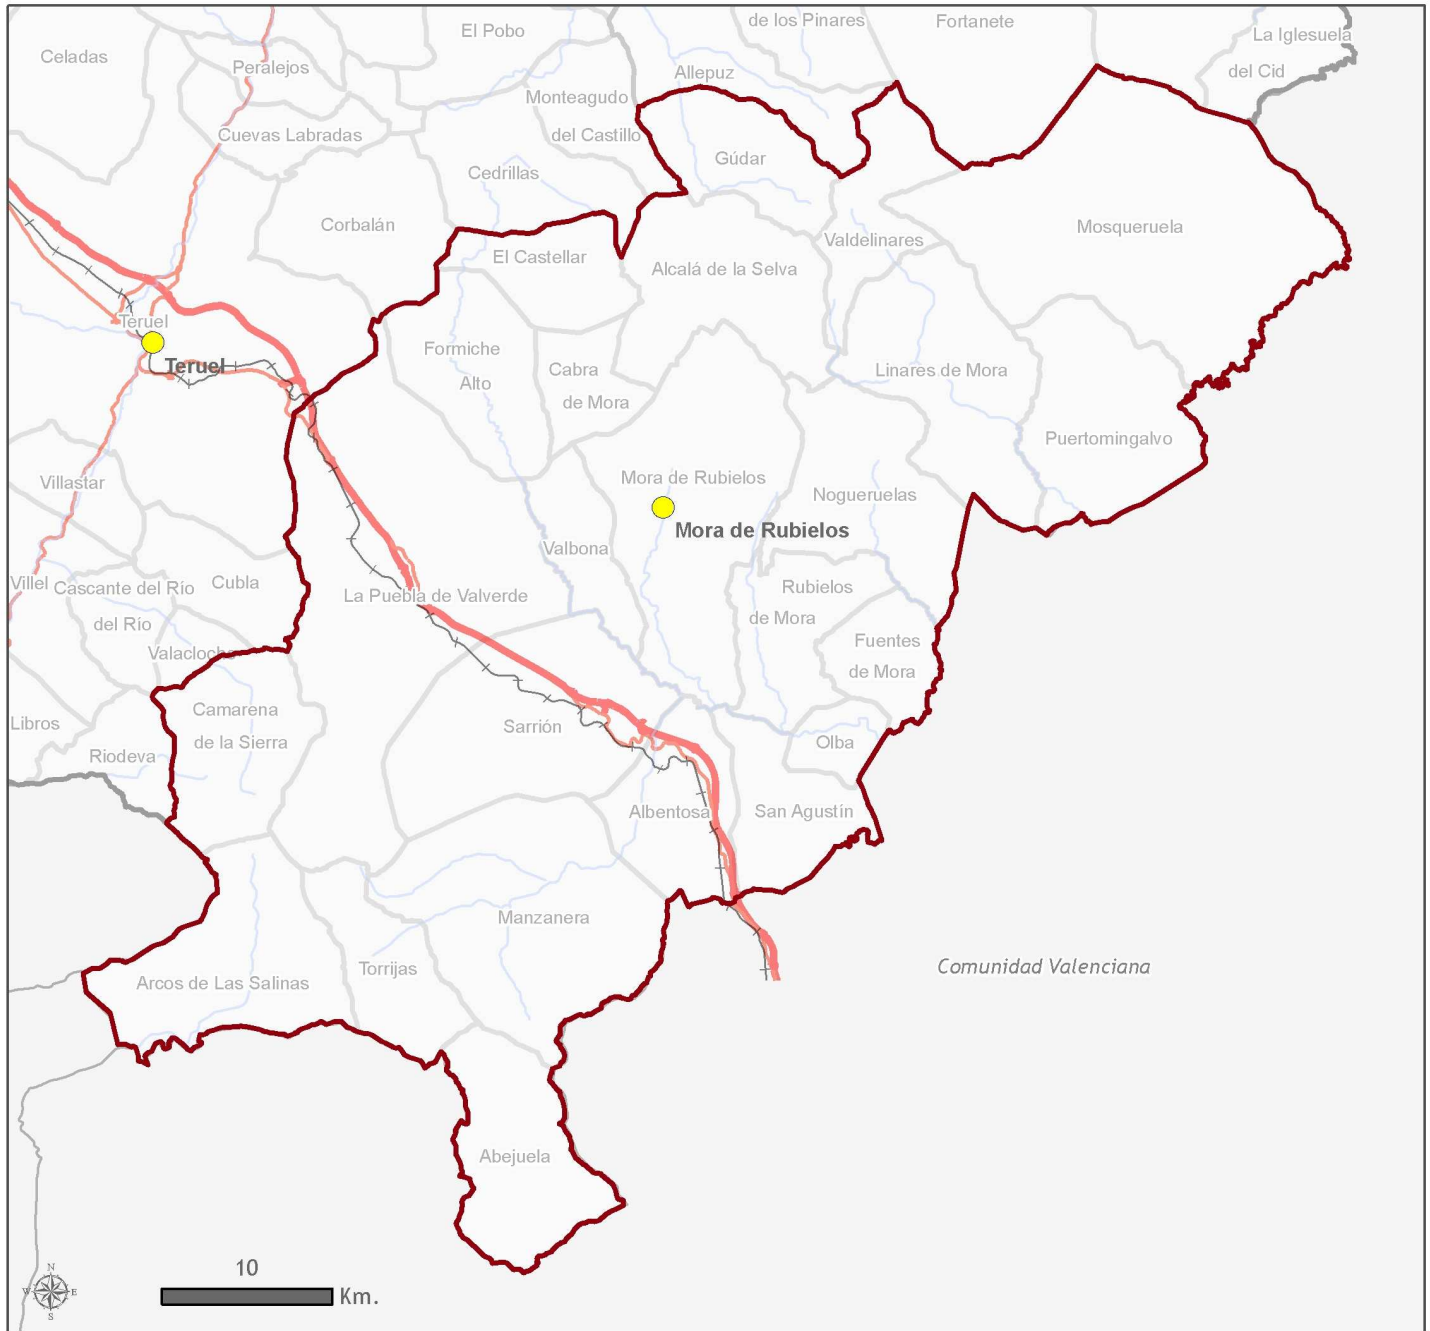 de los Pinares
Fortanete
El Pobo
La Iglesuela
del Cid
Celadas
Peralejos
Allepuz
Monteagudo
del Castillo
Cuevas Labradas
Gúdar
Cedrillas
Corbalán
Mosqueruela
Valdelinares
El Castellar
Alcalá de la Selva
Teruel
Teruel
Formiche
Alto
Cabra
de Mora
Linares de Mora
Puertomingalvo
Villastar
Mora de Rubielos
Mora de Rubielos
Nogueruelas
Valbona
Villel
Cascante del Río
del Río
Cubla
La Puebla de Valverde
Rubielos
de Mora
Valacloche
Fuentes
de Mora
Libros
Camarena
de la Sierra
Riodeva
Sarrión
Olba
Albentosa
San Agustín
Manzanera
Torrijas
Arcos de Las Salinas
Comunidad Valenciana
Abejuela
N
W
E
S
10
Km.